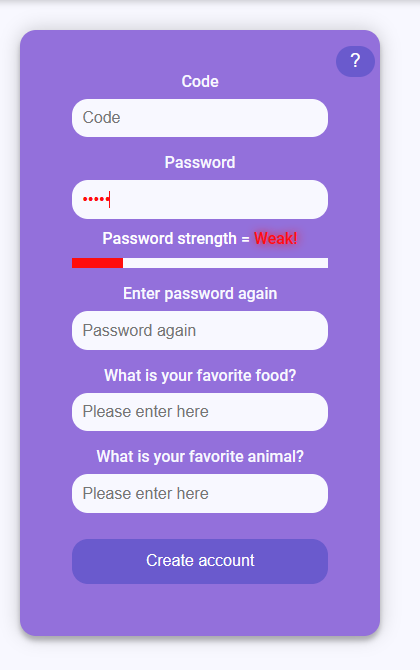 ?
Code
Code
Password
•••••
Password strength = Weak!
Enter password again
Password again
What is your favorite food?
Please enter here
What is your favorite animal?
Please enter here
Create account